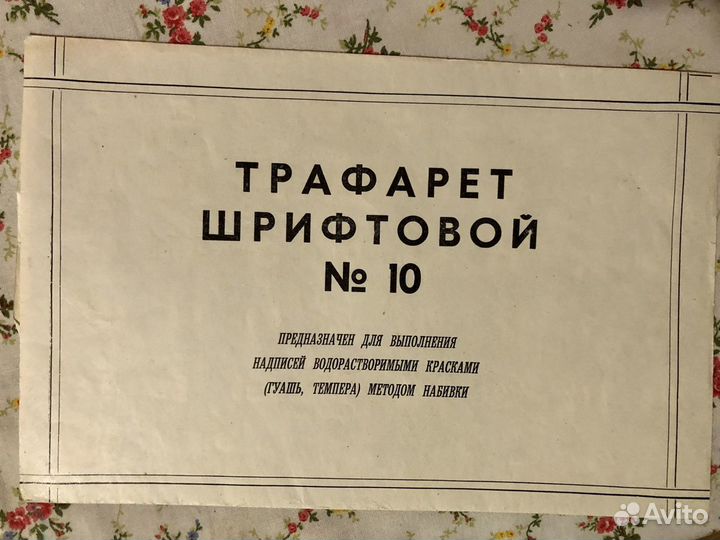 ТРАФАРЕТ
ШРИФТОВОЙ
№ 10
ПРЕДНАЗНАЧЕН ДЛЯ ВЫПОЛНЕНИЯ
НАДПИСЕЙ ВОДОРАСТВОРИМЫМИ КРАСКАМИ
(ГУАШЬ, ТЕМПЕРА) МЕТОДОМ НАБИВКИ
Avito